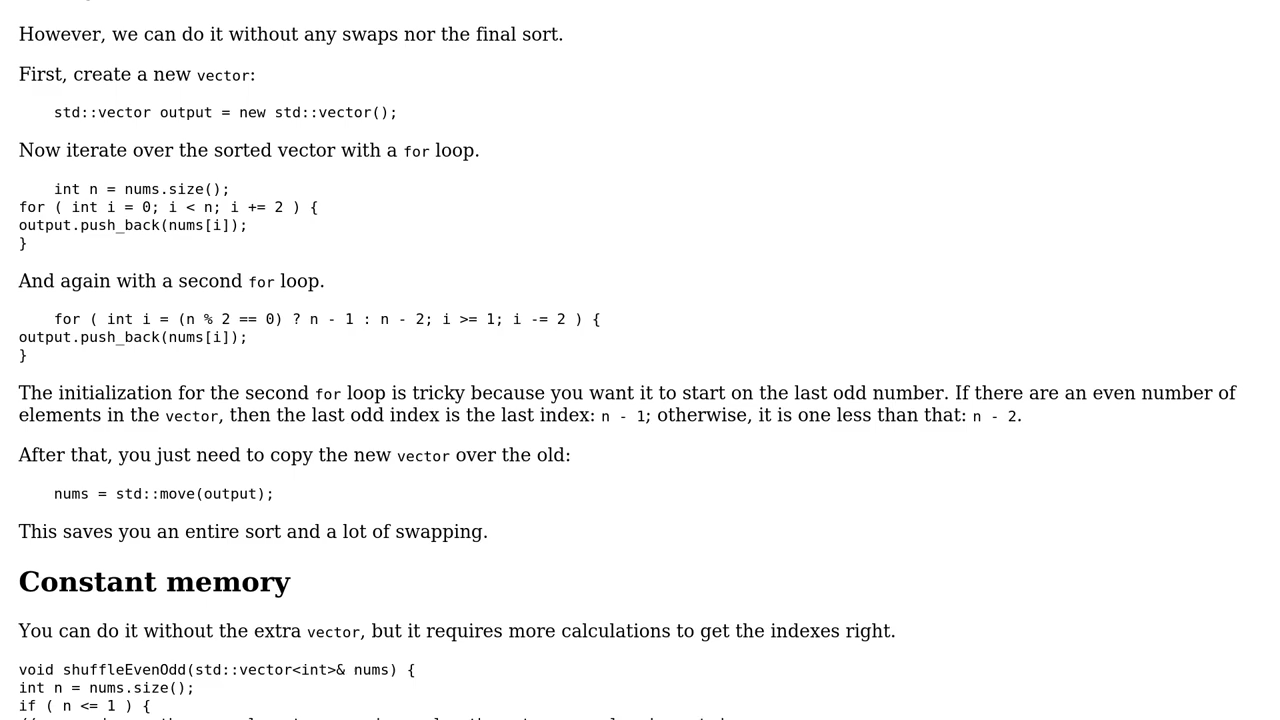 However, we can do it without any swaps nor the final sort.
First, create a new vector:
std::vector output = new std::vector();
Now iterate over the sorted vector with a for loop.
int n = nums.size();
for ( int i = 0; i < n; i += 2 ) {
output.push_back(nums[i]);
}
And again with a second for loop.
for ( int i = (n % 2 == 0) ? n - 1 : n - 2; i >= 1; i -= 2 ) {
output.push_back(nums[i]);
}
The initialization for the second for loop is tricky because you want it to start on the last odd number. If there are an even number of
elements in the vector, then the last odd index is the last index: n - 1; otherwise, it is one less than that: n - 2.
After that, you just need to copy the new vector over the old:
nums = std::move(output);
This saves you an entire sort and a lot of swapping.
Constant memory
You can do it without the extra vector, but it requires more calculations to get the indexes right.
void shuffleEvenOdd(std::vector<int>& nums) {
int n = nums.size();
if ( n <= 1 ) {